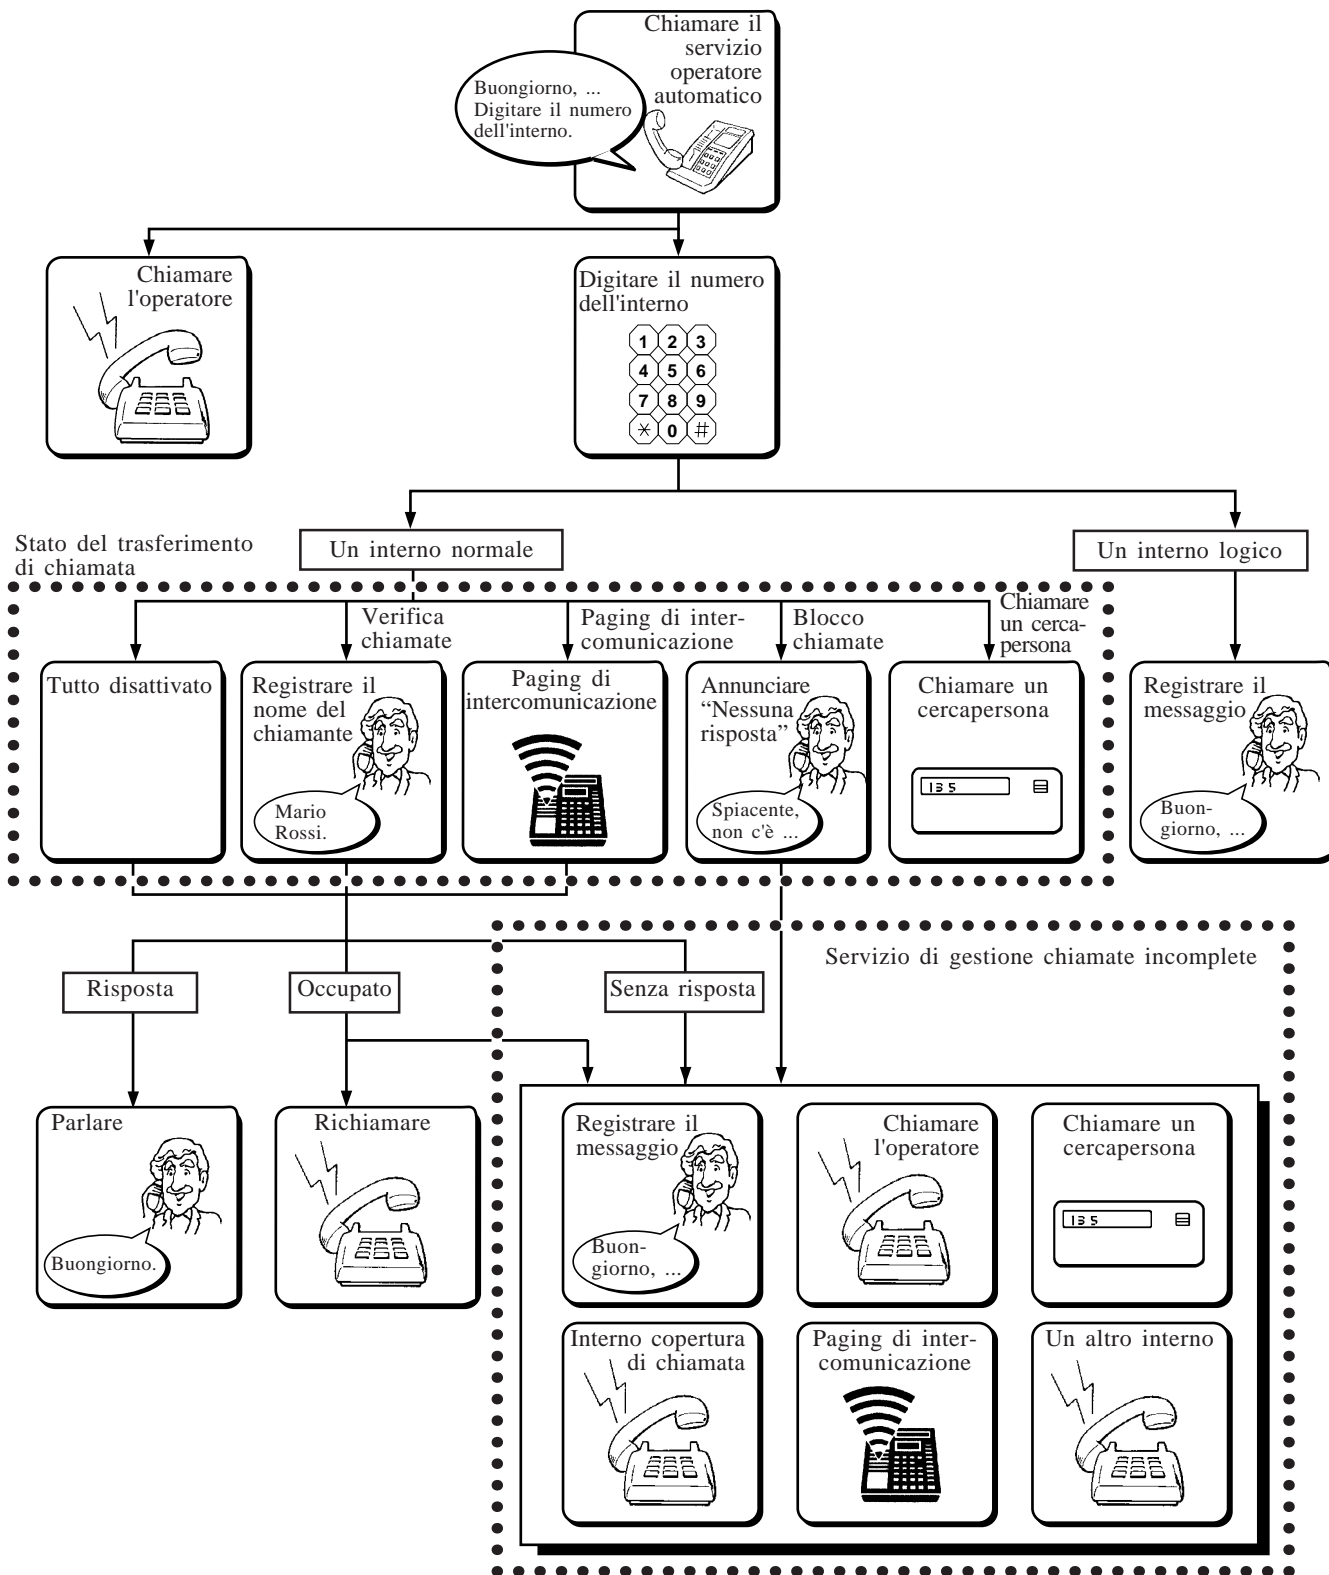 Chiamare il
servizio
operatore
automatico
Buongiorno, ...
Digitare il numero
dell'interno.
Chiamare
l'operatore
Digitare il numero
dell'interno
1 2 3
4 5 6
7 8 9
* 0 #
Stato del trasferimento
di chiamata
Un interno normale
Un interno logico
Verifica
chiamate
Paging di inter-
comunicazione
Blocco
chiamate
Chiamare
un cerca-
persona
Tutto disattivato
Registrare il
nome del
chiamante
Mario
Rossi.
Paging di
intercomunicazione
Annunciare
“Nessuna
risposta”
Spiacente,
non c'è ...
Chiamare un
cercapersona
135
Registrare il
messaggio
Buon-
giorno, ...
Servizio di gestione chiamate incomplete
Risposta
Occupato
Senza risposta
Parlare
Buongiorno.
Richiamare
Registrare il
messaggio
Buon-
giorno, ...
Chiamare
l'operatore
Chiamare un
cercapersona
135
Interno copertura
di chiamata
Paging di inter-
comunicazione
Un altro interno